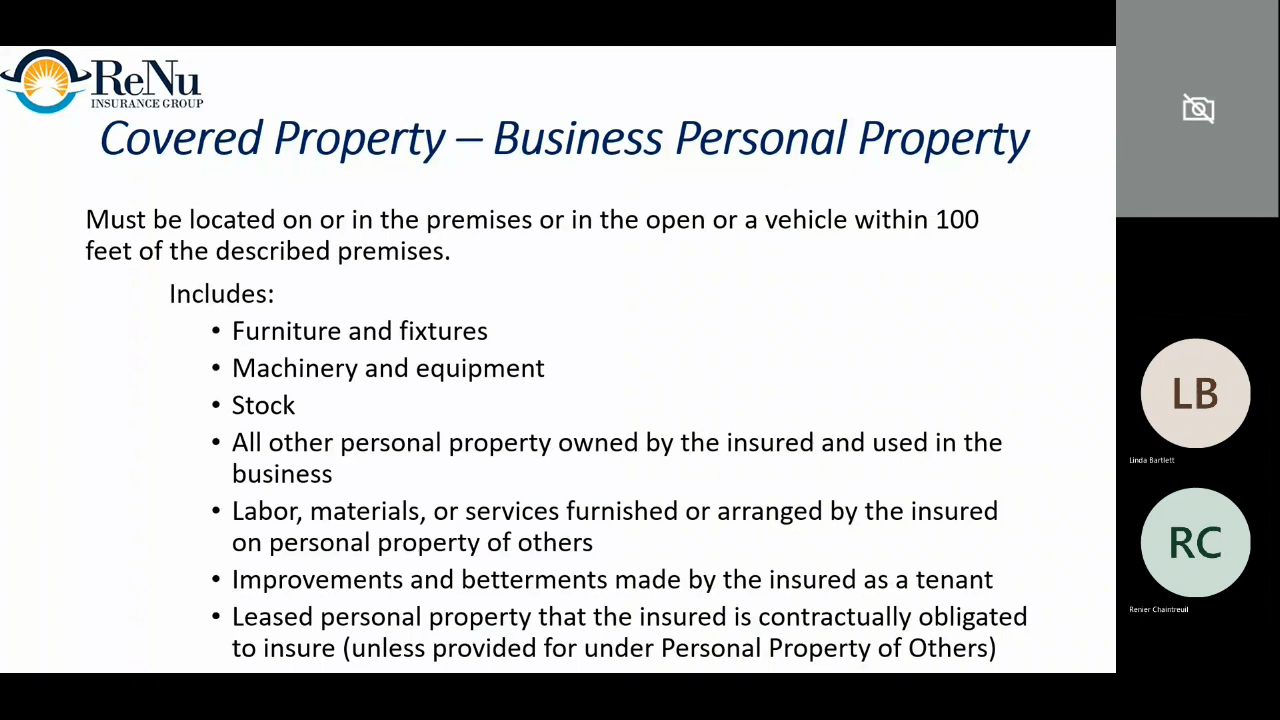 ReNu
INSURANCE GROUP
Covered Property – Business Personal Property
Must be located on or in the premises or in the open or a vehicle within 100
feet of the described premises.
Includes:
• Furniture and fixtures
• Machinery and equipment
• Stock
• All other personal property owned by the insured and used in the
business
• Labor, materials, or services furnished or arranged by the insured
on personal property of others
• Improvements and betterments made by the insured as a tenant
• Leased personal property that the insured is contractually obligated
to insure (unless provided for under Personal Property of Others)
LB
Linda Bartlett
RC
Renier Chaintreuil